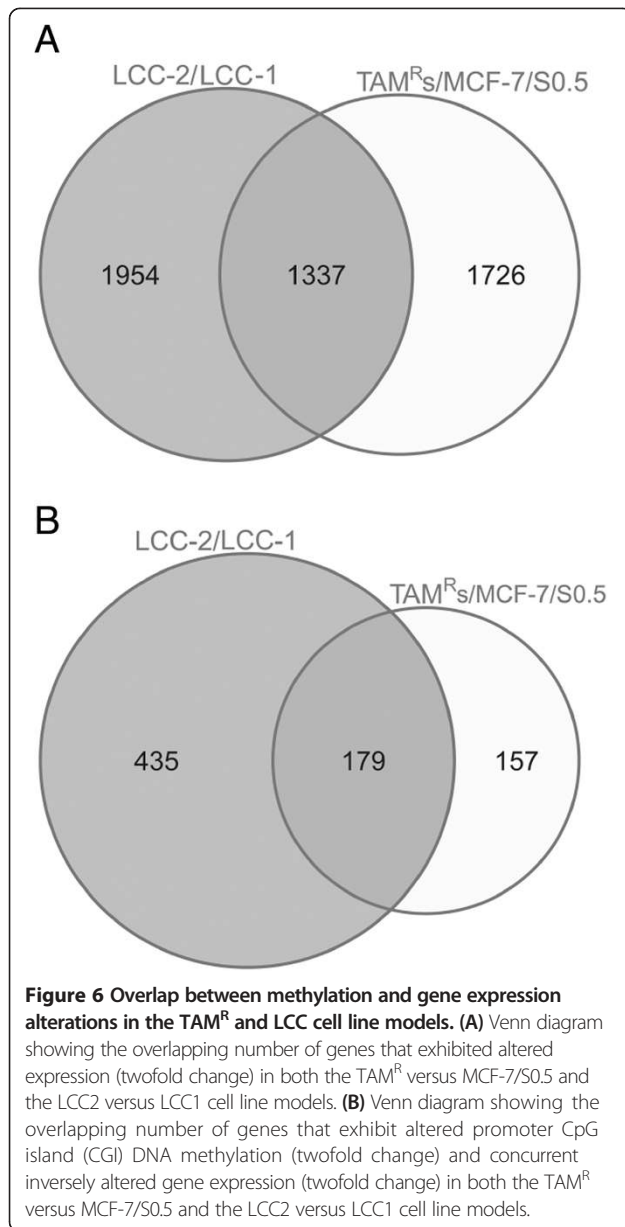 A
LCC-2/LCC-1
TAMᴿs/MCF-7/S0.5
1954
1337
1726
B
LCC-2/LCC-1
TAMᴿs/MCF-7/S0.5
435
179
157
Figure 6 Overlap between methylation and gene expression
alterations in the TAMᴿ and LCC cell line models. (A) Venn diagram
showing the overlapping number of genes that exhibited altered
expression (twofold change) in both the TAMᴿ versus MCF-7/S0.5 and
the LCC2 versus LCC1 cell line models. (B) Venn diagram showing the
overlapping number of genes that exhibit altered promoter CpG
island (CGI) DNA methylation (twofold change) and concurrent
inversely altered gene expression (twofold change) in both the TAMᴿ
versus MCF-7/S0.5 and the LCC2 versus LCC1 cell line models.